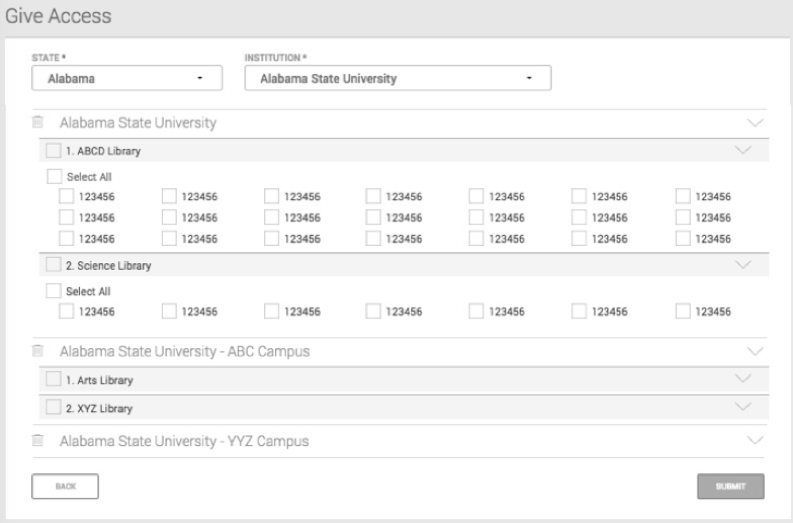 Give Access
STATE * INSTITUTION *
Alabama Alabama State University
Alabama State University
1. ABCD Library
Select All
123456 123456 123456 123456 123456 123456 123456
123456 123456 123456 123456 123456 123456 123456
123456 123456 123456 123456 123456 123456 123456
2. Science Library
Select All
123456 123456 123456 123456 123456 123456 123456
Alabama State University - ABC Campus
1. Arts Library
2. XYZ Library
Alabama State University - YYZ Campus
BACK SUBMIT